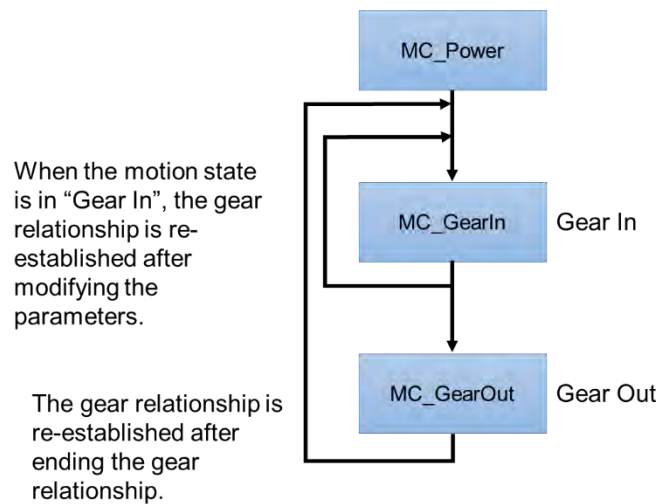 MC_Power
When the motion state
is in “Gear In”, the gear
relationship is re-
established after
modifying the
parameters.
MC_GearIn
Gear In
MC_GearOut
Gear Out
The gear relationship is
re-established after
ending the gear
relationship.